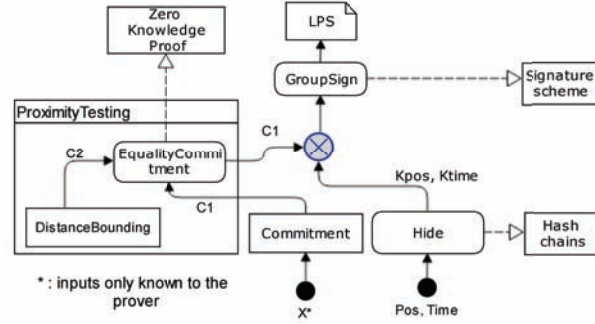 Zero
Knowledge
Proof
LPS
GroupSign
Signature
scheme
ProximityTesting
C2
EqualityCommi
tment
C1
Kpos, Ktime
C1
DistanceBounding
Commitment
Hide
Hash
chains
* : inputs only known to the
prover
X*
Pos, Time